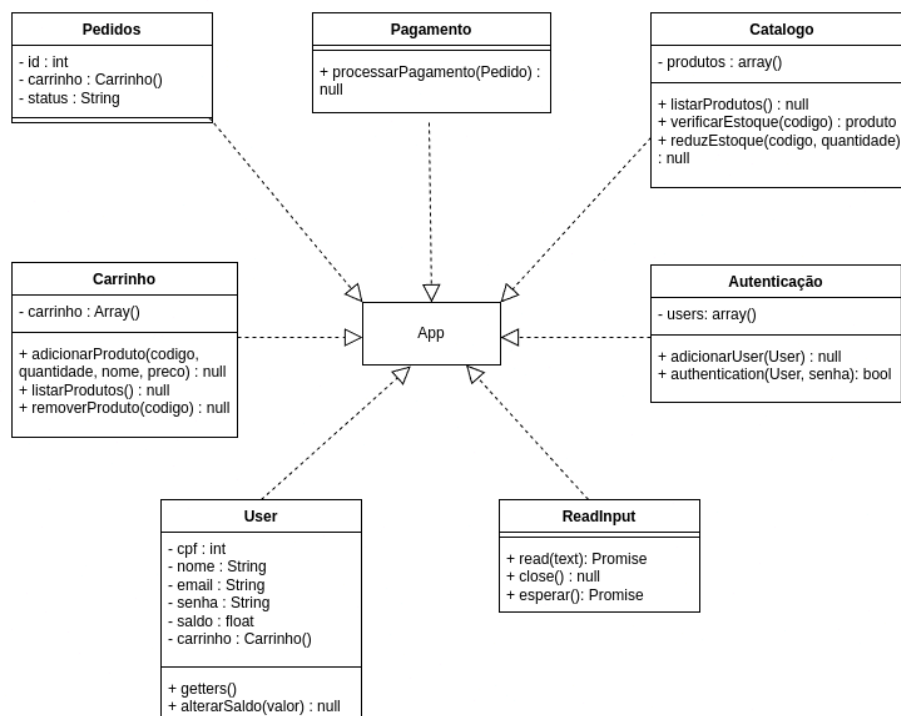 Pedidos
- id : int
- carrinho : Carrinho()
- status : String
Pagamento
+ processarPagamento(Pedido) :
null
Catalogo
- produtos : array()
+ listarProdutos() : null
+ verificarEstoque(codigo) : produto
+ reduzEstoque(codigo, quantidade)
: null
Carrinho
- carrinho : Array()
+ adicionarProduto(codigo,
quantidade, nome, preco) : null
+ listarProdutos() : null
+ removerProduto(codigo) : null
App
Autenticação
- users: array()
+ adicionarUser(User) : null
+ authentication(User, senha): bool
User
- cpf : int
- nome : String
- email : String
- senha : String
- saldo : float
- carrinho : Carrinho()
+ getters()
+ alterarSaldo(valor) : null
ReadInput
+ read(text): Promise
+ close() : null
+ esperar(): Promise